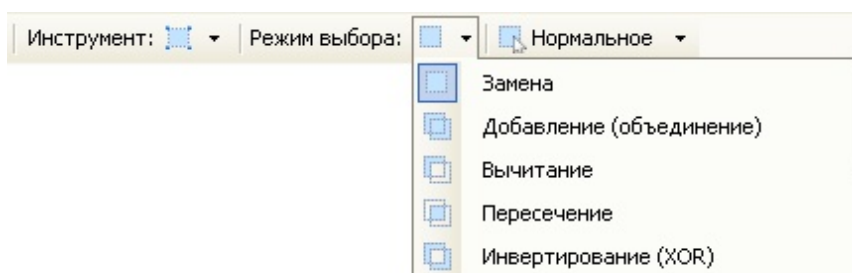 Инструмент: Режим выбора: Нормальное
Замена
Добавление (объединение)
Вычитание
Пересечение
Инвертирование (XOR)